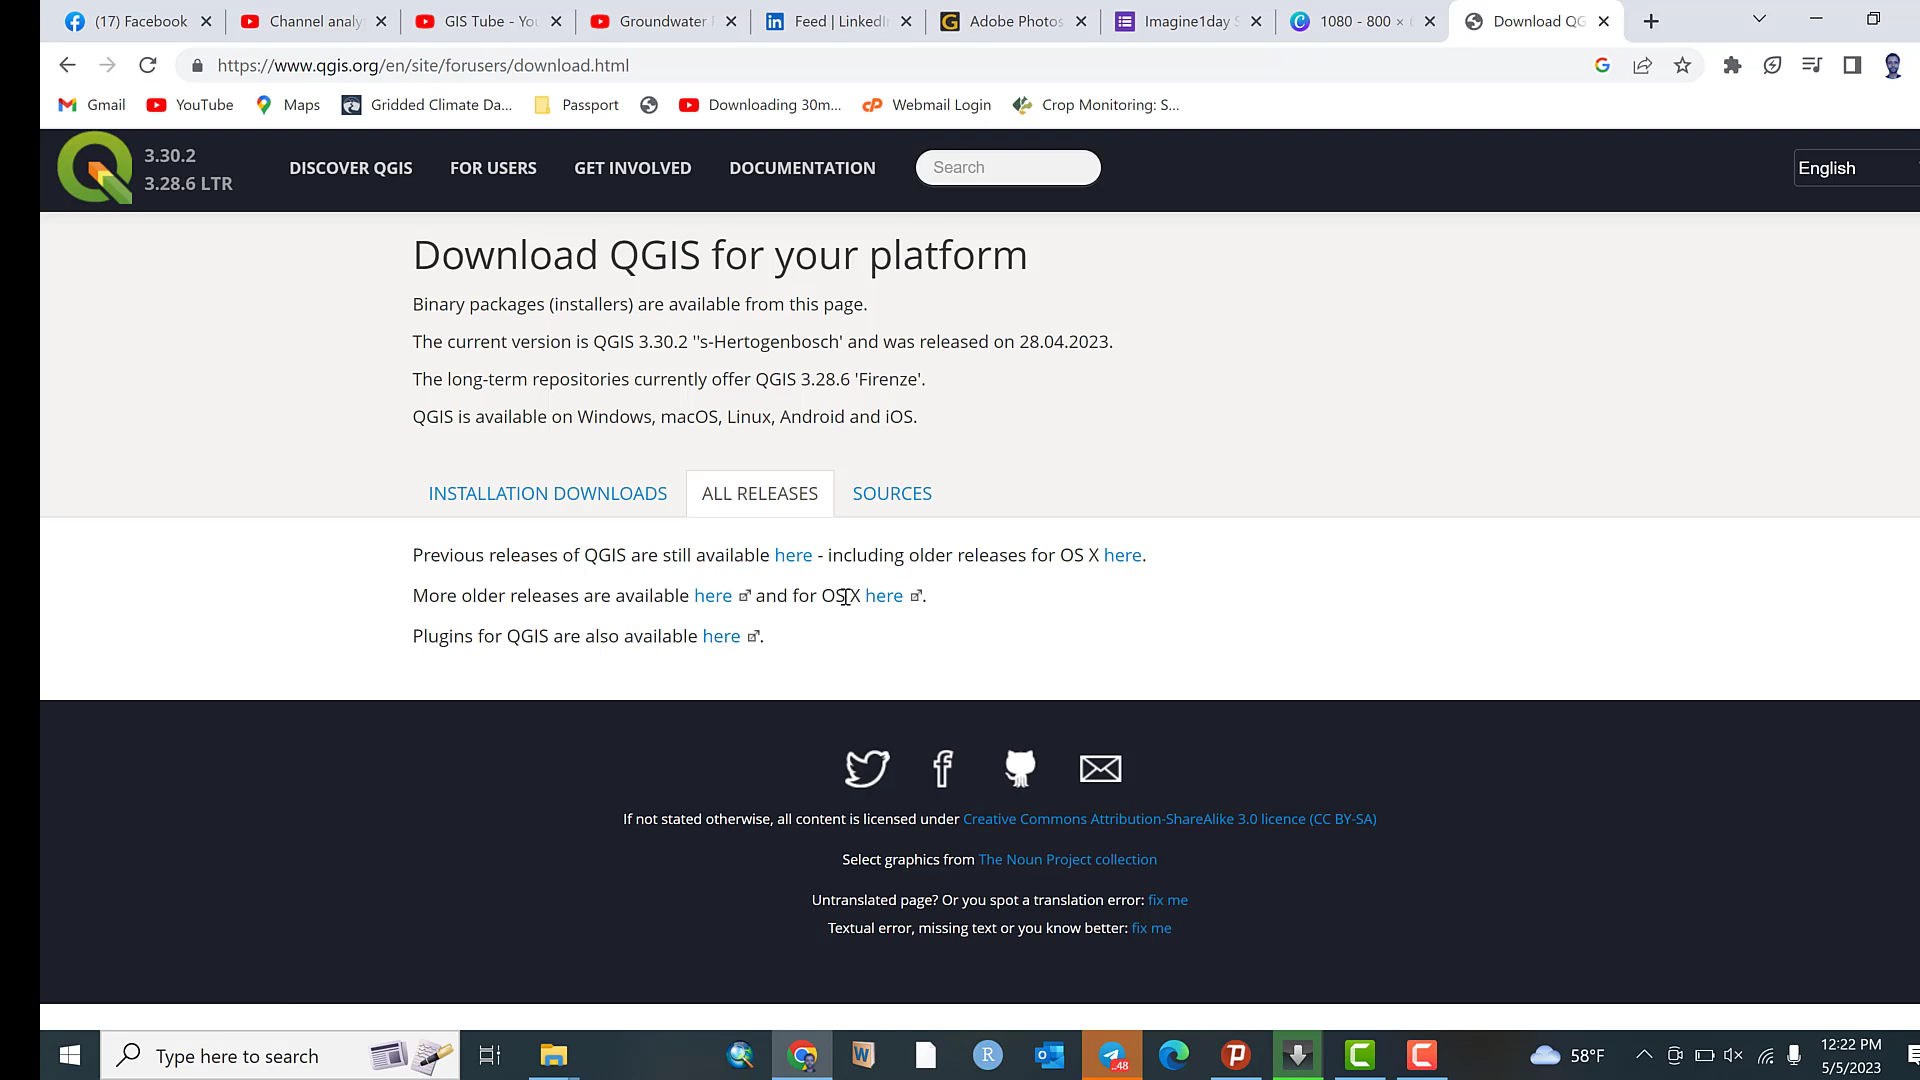 (17) Facebook
Channel analy
GIS Tube - Yo
Groundwater
Feed | LinkedIn
Adobe Photos
Imagine1day S
1080 - 800 ×
Download QG
https://www.qgis.org/en/site/forusers/download.html
Gmail
YouTube
Maps
Gridded Climate Da...
Passport
Downloading 30m...
Webmail Login
Crop Monitoring: S...
3.30.2
3.28.6 LTR
DISCOVER QGIS
FOR USERS
GET INVOLVED
DOCUMENTATION
Search
English
Download QGIS for your platform
Binary packages (installers) are available from this page.
The current version is QGIS 3.30.2 ''s-Hertogenbosch' and was released on 28.04.2023.
The long-term repositories currently offer QGIS 3.28.6 'Firenze'.
QGIS is available on Windows, macOS, Linux, Android and iOS.
INSTALLATION DOWNLOADS
ALL RELEASES
SOURCES
Previous releases of QGIS are still available here - including older releases for OS X here.
More older releases are available here and for OS X here.
Plugins for QGIS are also available here.
If not stated otherwise, all content is licensed under Creative Commons Attribution-ShareAlike 3.0 licence (CC BY-SA)
Select graphics from The Noun Project collection
Untranslated page? Or you spot a translation error: fix me
Textual error, missing text or you know better: fix me
Type here to search
48
58°F
12:22 PM
5/5/2023